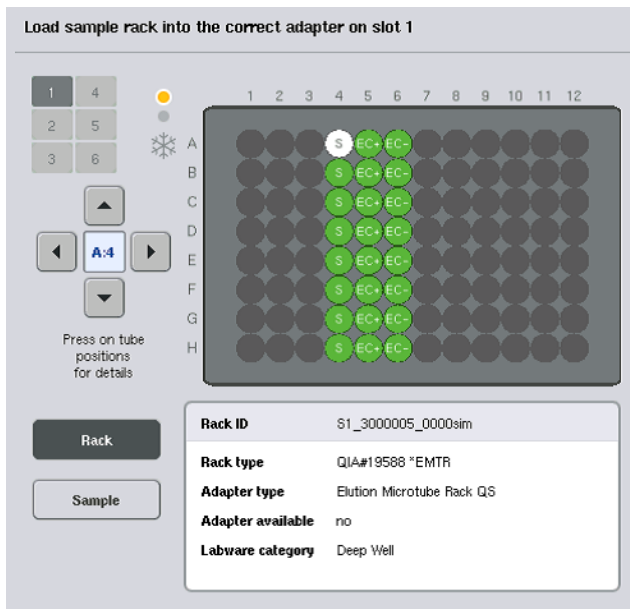 Load sample rack into the correct adapter on slot 1
1 4
2 5
3 6
1 2 3 4 5 6 7 8 9 10 11 12
A S EC+ EC-
B S EC+ EC-
C S EC+ EC-
D S EC+ EC-
E S EC+ EC-
F S EC+ EC-
G S EC+ EC-
H S EC+ EC-
A:4
Press on tube
positions
for details
Rack
Sample
Rack ID S1_3000005_0000sim
Rack type QIA#19588 *EMTR
Adapter type Elution Microtube Rack QS
Adapter available no
Labware category Deep Well